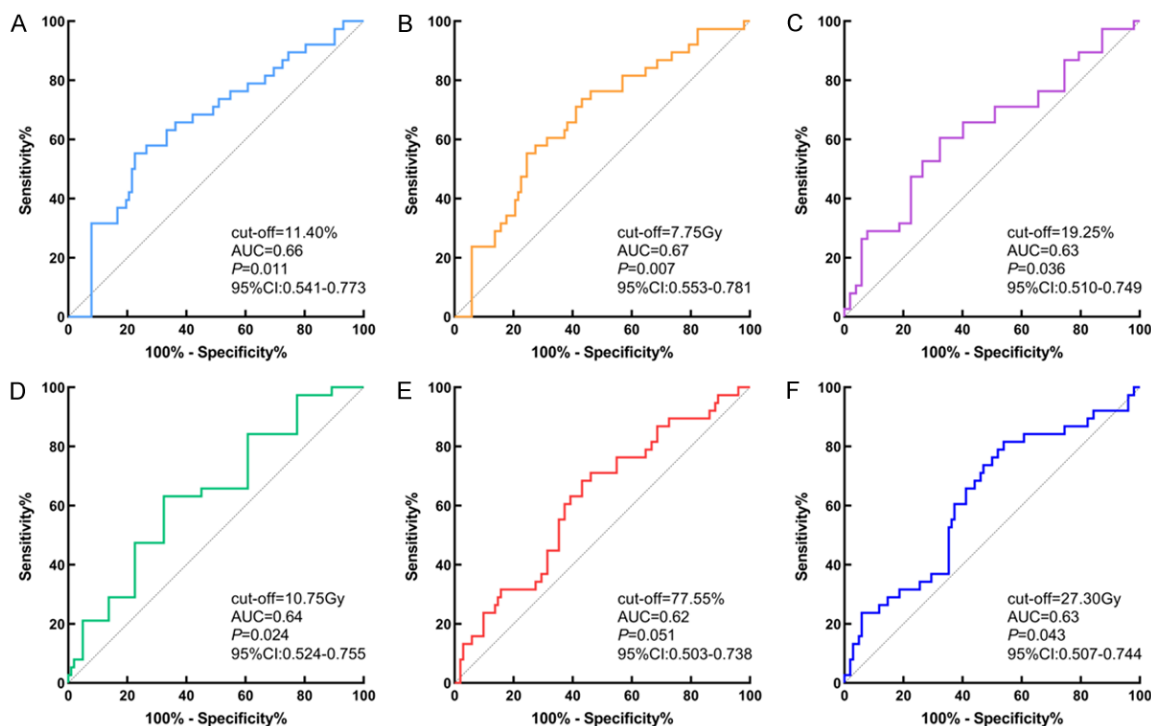 A
Sensitivity%
100
80
60
40
20
0
cut-off=11.40%
AUC=0.66
P=0.011
95%CI:0.541-0.773
0 20 40 60 80 100
100% - Specificity%
B
Sensitivity%
100
80
60
40
20
0
cut-off=7.75Gy
AUC=0.67
P=0.007
95%CI:0.553-0.781
0 20 40 60 80 100
100% - Specificity%
C
Sensitivity%
100
80
60
40
20
0
cut-off=19.25%
AUC=0.63
P=0.036
95%CI:0.510-0.749
0 20 40 60 80 100
100% - Specificity%
D
Sensitivity%
100
80
60
40
20
0
cut-off=10.75Gy
AUC=0.64
P=0.024
95%CI:0.524-0.755
0 20 40 60 80 100
100% - Specificity%
E
Sensitivity%
100
80
60
40
20
0
cut-off=77.55%
AUC=0.62
P=0.051
95%CI:0.503-0.738
0 20 40 60 80 100
100% - Specificity%
F
Sensitivity%
100
80
60
40
20
0
cut-off=27.30Gy
AUC=0.63
P=0.043
95%CI:0.507-0.744
0 20 40 60 80 100
100% - Specificity%